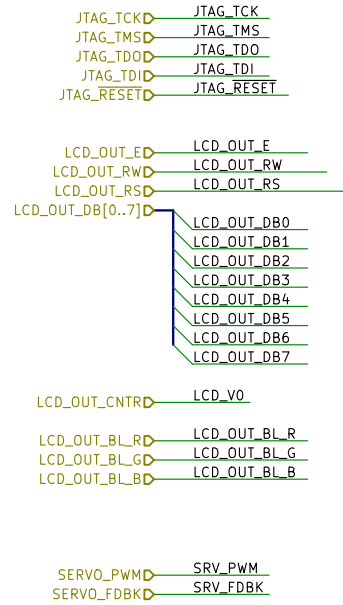 JTAG_TCK JTAG_TCK
JTAG_TMS JTAG_TMS
JTAG_TDO JTAG_TDO
JTAG_TDI JTAG_TDI
JTAG_RESET JTAG_RESET
LCD_OUT_E LCD_OUT_E
LCD_OUT_RW LCD_OUT_RW
LCD_OUT_RS LCD_OUT_RS
LCD_OUT_DB[0..7]
LCD_OUT_DB0
LCD_OUT_DB1
LCD_OUT_DB2
LCD_OUT_DB3
LCD_OUT_DB4
LCD_OUT_DB5
LCD_OUT_DB6
LCD_OUT_DB7
LCD_OUT_CNTR LCD_V0
LCD_OUT_BL_R LCD_OUT_BL_R
LCD_OUT_BL_G LCD_OUT_BL_G
LCD_OUT_BL_B LCD_OUT_BL_B
SERVO_PWM SRV_PWM
SERVO_FDBK SRV_FDBK